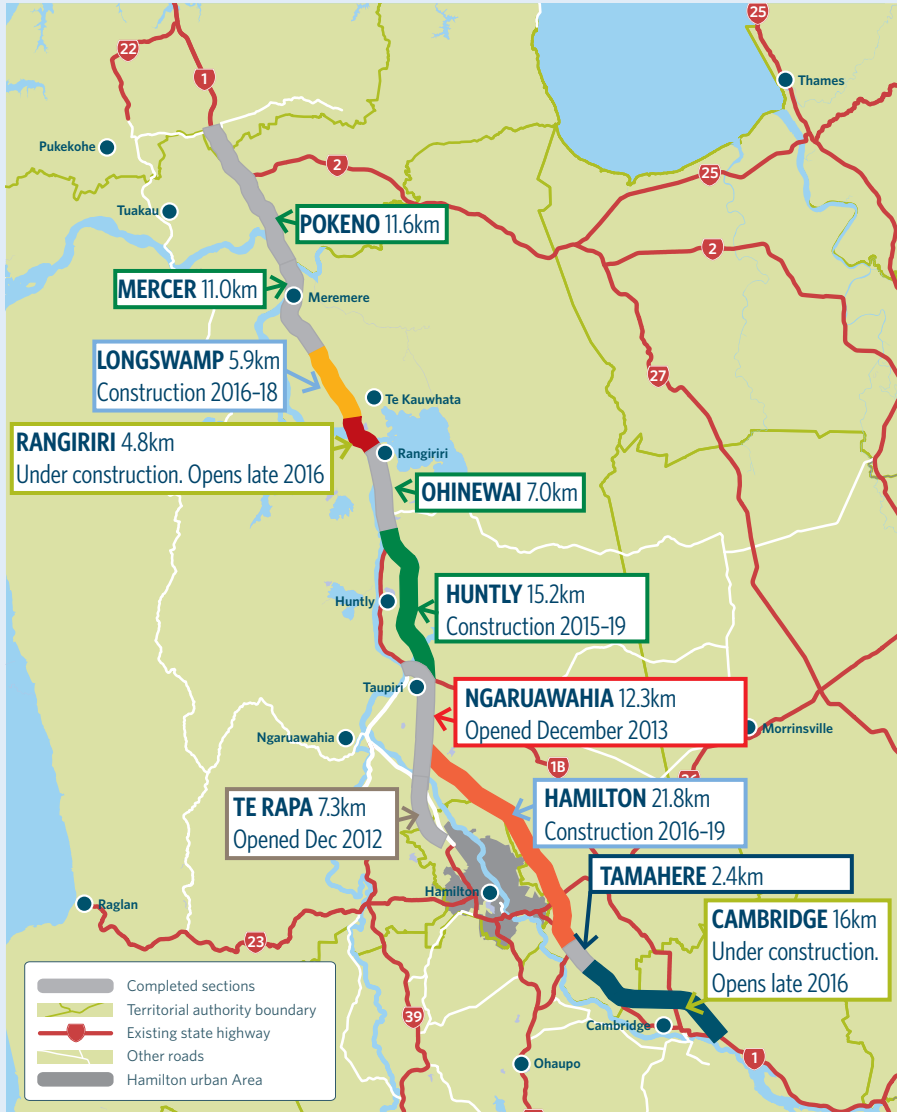 25
22
1
Thames
Pukekohe
2
25
Tuakau
POKENO 11.6km
2
MERCER 11.0km
Meremere
LONGSWAMP 5.9km
Construction 2016–18
27
Te Kauwhata
RANGIRIRI 4.8km
Under construction. Opens late 2016
Rangiriri
OHINEWAI 7.0km
HUNTLY 15.2km
Construction 2015–19
Huntly
Taupiri
NGARUAWAHIA 12.3km
Opened December 2013
Morrinsville
Ngaruawahia
1B
26
TE RAPA 7.3km
Opened Dec 2012
HAMILTON 21.8km
Construction 2016–19
TAMAHERE 2.4km
Hamilton
Raglan
23
CAMBRIDGE 16km
Under construction.
Opens late 2016
Completed sections
Territorial authority boundary
Existing state highway
Other roads
Hamilton urban Area
39
Cambridge
1
Ohaupo